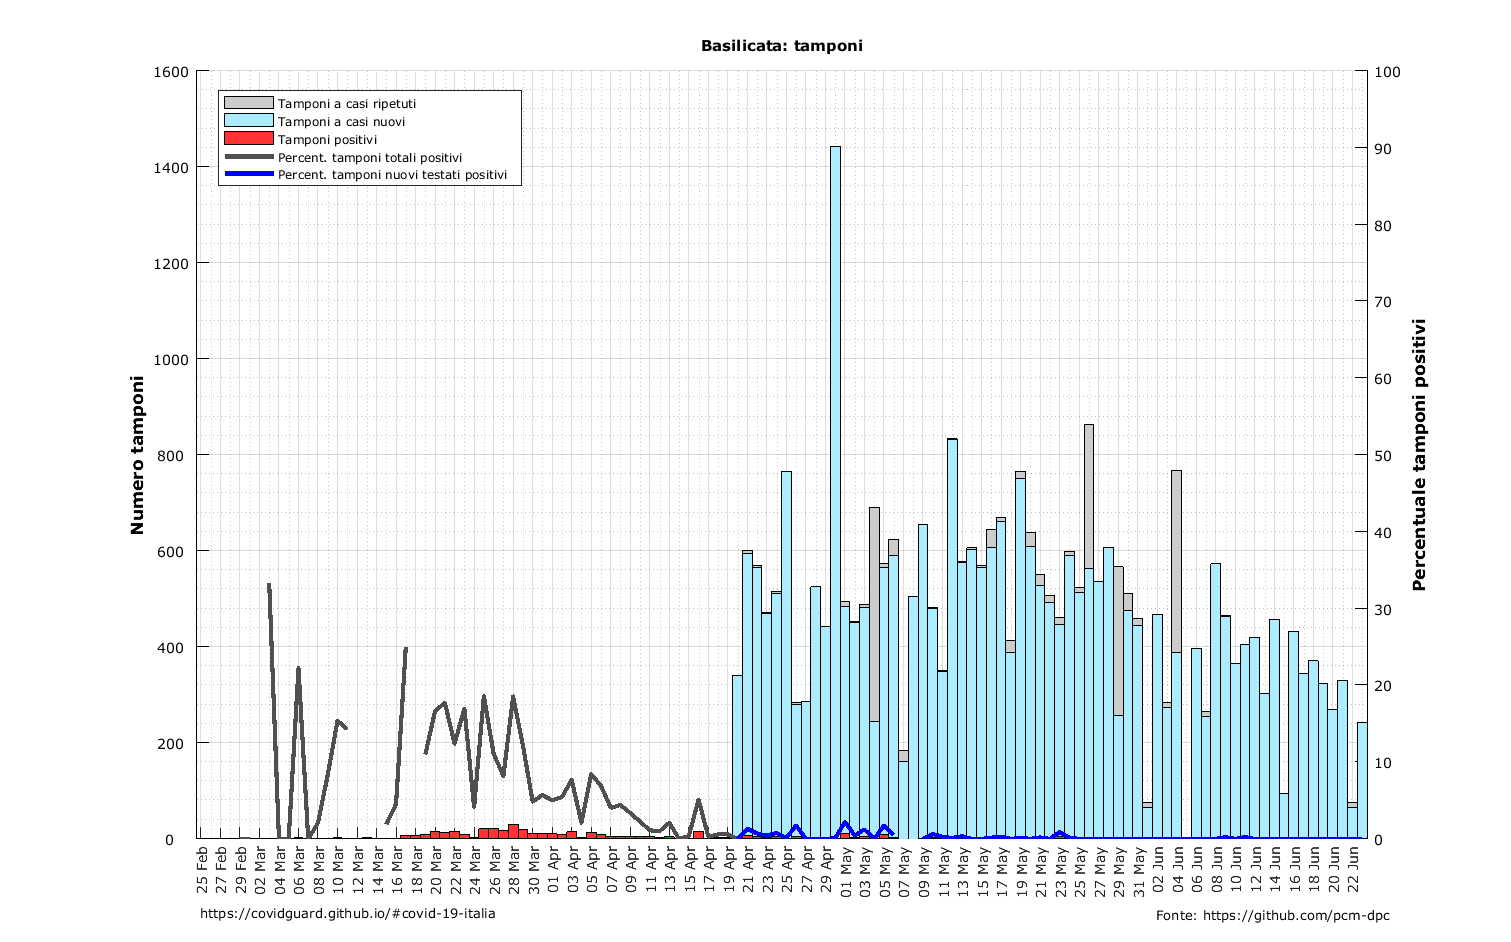 Basilicata: tamponi
Tamponi a casi ripetuti
Tamponi a casi nuovi
Tamponi positivi
Percent. tamponi totali positivi
Percent. tamponi nuovi testati positivi
Numero tamponi
1600
1400
1200
1000
800
600
400
200
0
Percentuale tamponi positivi
100
90
80
70
60
50
40
30
20
10
0
25 Feb
27 Feb
29 Feb
02 Mar
04 Mar
06 Mar
08 Mar
10 Mar
12 Mar
14 Mar
16 Mar
18 Mar
20 Mar
22 Mar
24 Mar
26 Mar
28 Mar
30 Mar
01 Apr
03 Apr
05 Apr
07 Apr
09 Apr
11 Apr
13 Apr
15 Apr
17 Apr
19 Apr
21 Apr
23 Apr
25 Apr
27 Apr
29 Apr
01 May
03 May
05 May
07 May
09 May
11 May
13 May
15 May
17 May
19 May
21 May
23 May
25 May
27 May
29 May
31 May
02 Jun
04 Jun
06 Jun
08 Jun
10 Jun
12 Jun
14 Jun
16 Jun
18 Jun
20 Jun
22 Jun
https://covidguard.github.io/#covid-19-italia
Fonte: https://github.com/pcm-dpc